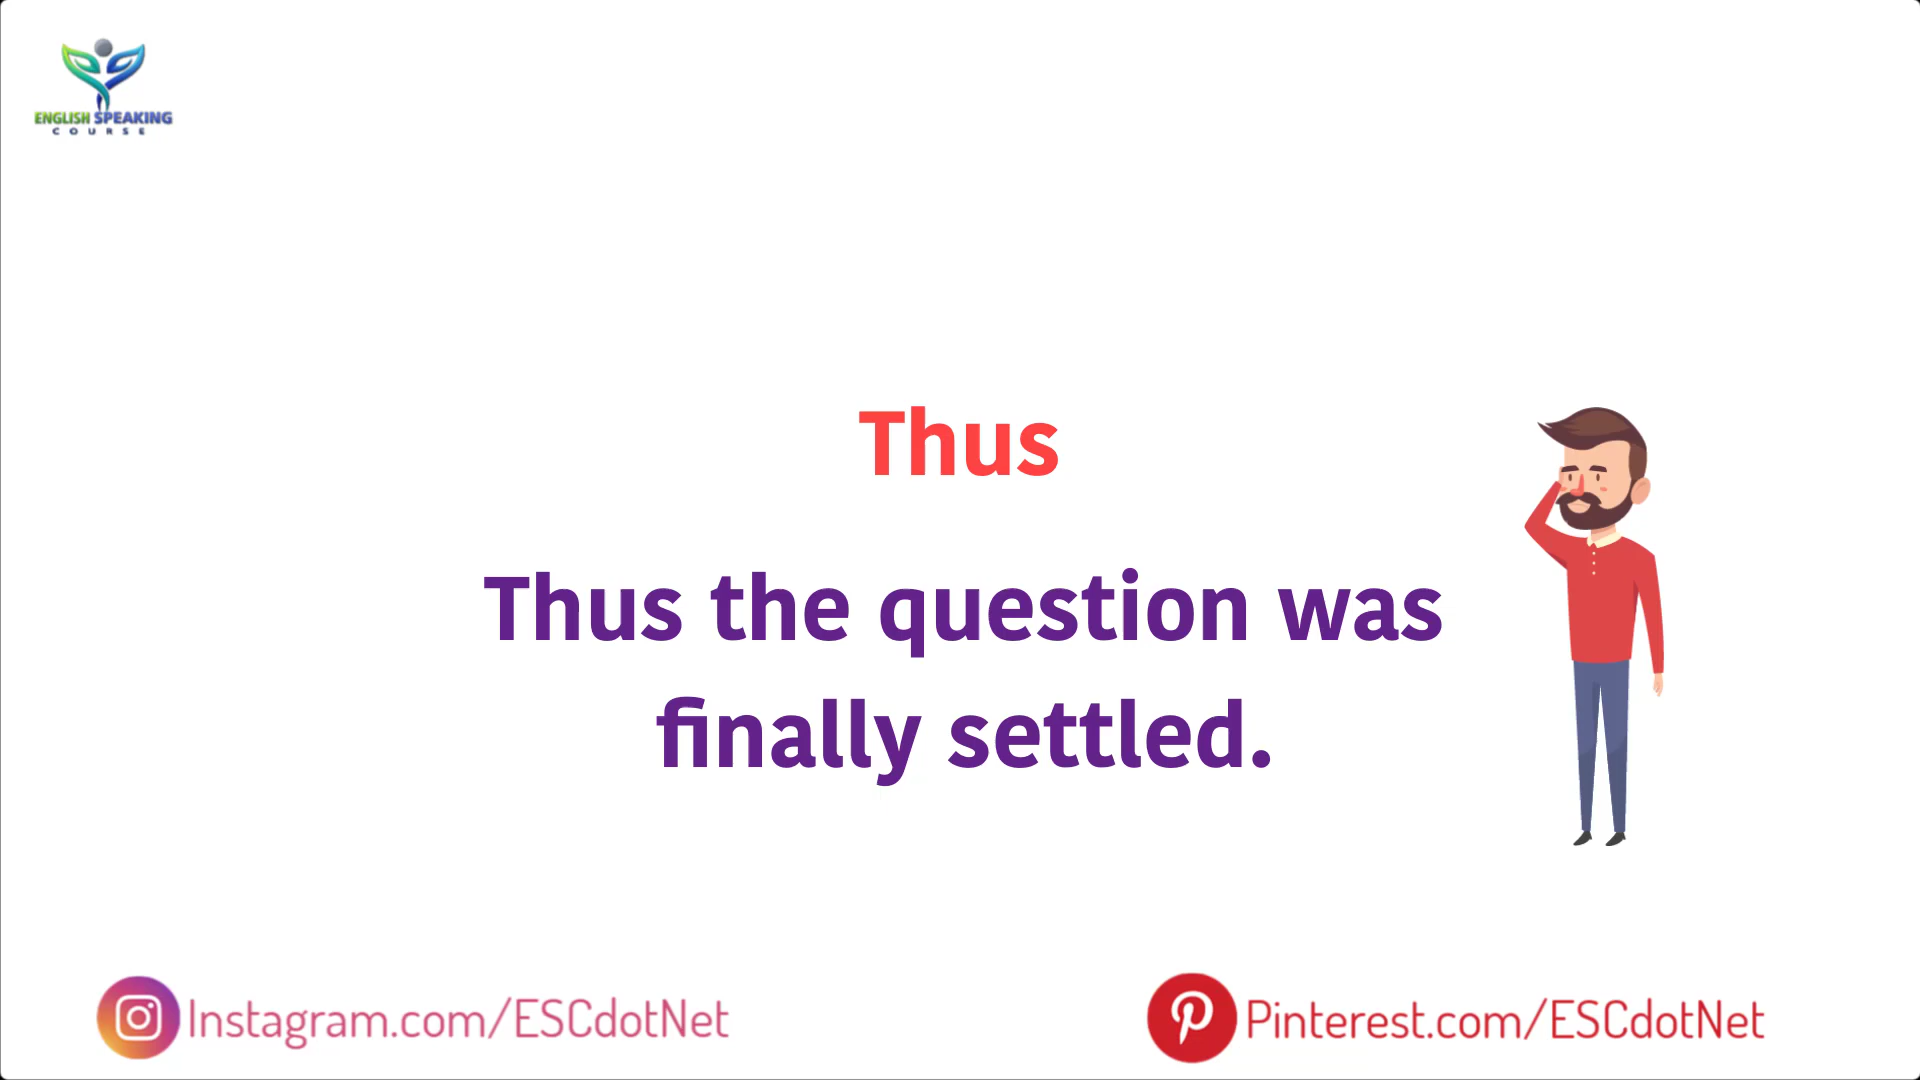 ENGLISH SPEAKING
COURSE
Thus
Thus the question was
finally settled.
Instagram.com/ESCdotNet
Pinterest.com/ESCdotNet